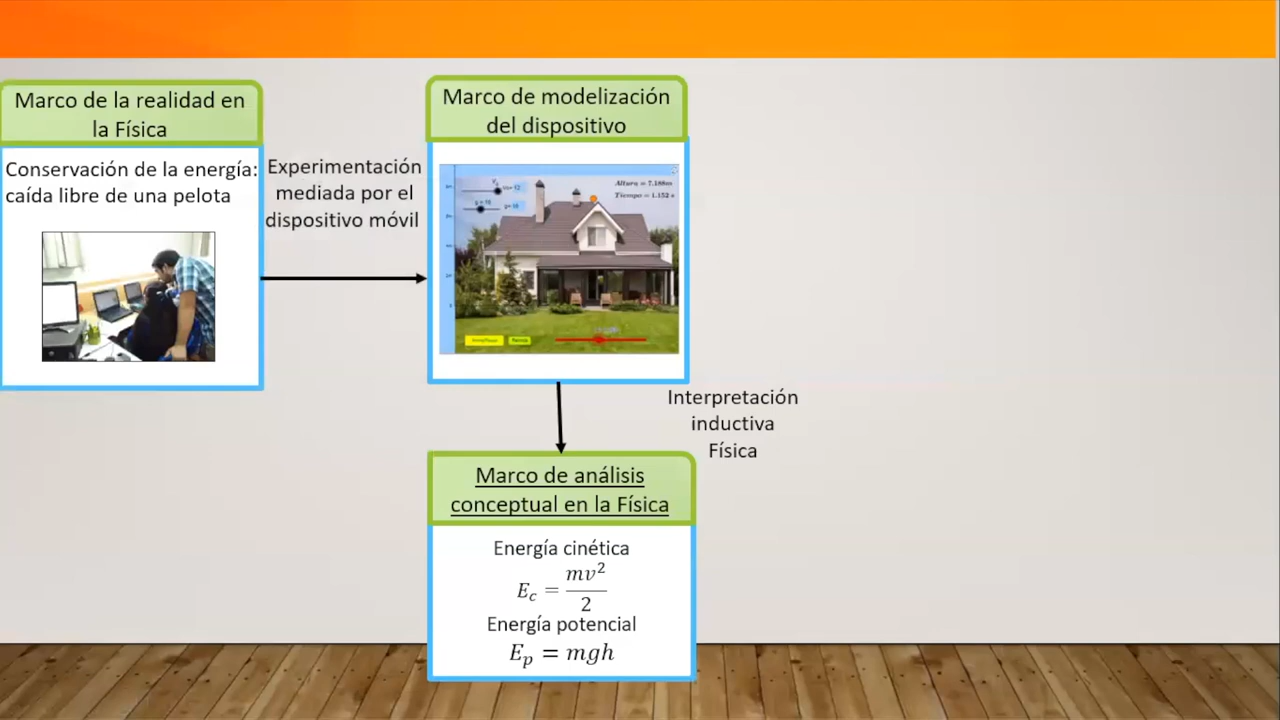 Marco de la realidad en
la Física
Conservación de la energía:
caída libre de una pelota
Experimentación
mediada por el
dispositivo móvil
Marco de modelización
del dispositivo
Altura = 7.188m
Tiempo = 1.152 s
Interpretación
inductiva
Física
Marco de análisis
conceptual en la Física
Energía cinética
E_c = mv²/2
Energía potencial
E_p = mgh